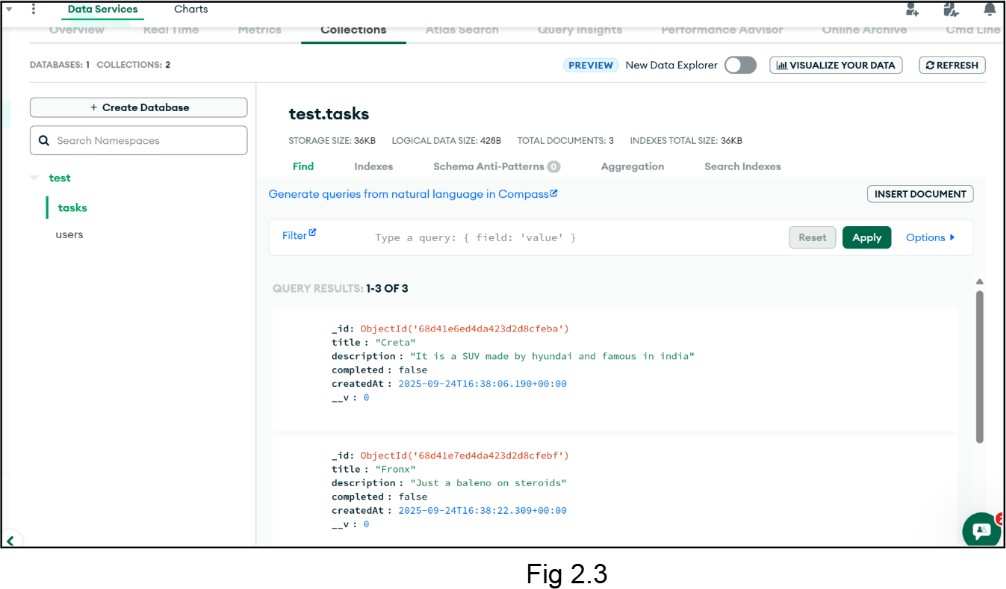 Data Services Charts
Overview Real Time Metrics Collections Atlas Search Query Insights Performance Advisor Online Archive Cmd Line
DATABASES: 1 COLLECTIONS: 2
PREVIEW New Data Explorer VISUALIZE YOUR DATA REFRESH
+ Create Database
Search Namespaces
test
tasks
users
test.tasks
STORAGE SIZE: 36KB LOGICAL DATA SIZE: 428B TOTAL DOCUMENTS: 3 INDEXES TOTAL SIZE: 36KB
Find Indexes Schema Anti-Patterns 0 Aggregation Search Indexes
Generate queries from natural language in Compass
INSERT DOCUMENT
Filter Type a query: { field: 'value' } Reset Apply Options
QUERY RESULTS: 1-3 OF 3
_id: ObjectId('68d41e6ed4da423d2d8cfeba')
title : "Creta"
description : "It is a SUV made by hyundai and famous in india"
completed : false
createdAt : 2025-09-24T16:38:06.190+00:00
__v : 0
_id: ObjectId('68d41e7ed4da423d2d8cfebf')
title : "Fronx"
description : "Just a baleno on steroids"
completed : false
createdAt : 2025-09-24T16:38:22.309+00:00
__v : 0
Fig 2.3